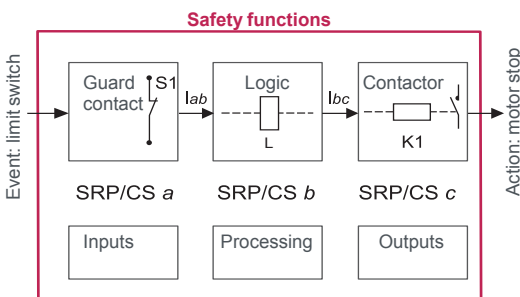 Safety functions
Event: limit switch
Guard
contact
S1
Iab
Logic
L
Ibc
Contactor
K1
Action: motor stop
SRP/CS a
SRP/CS b
SRP/CS c
Inputs
Processing
Outputs